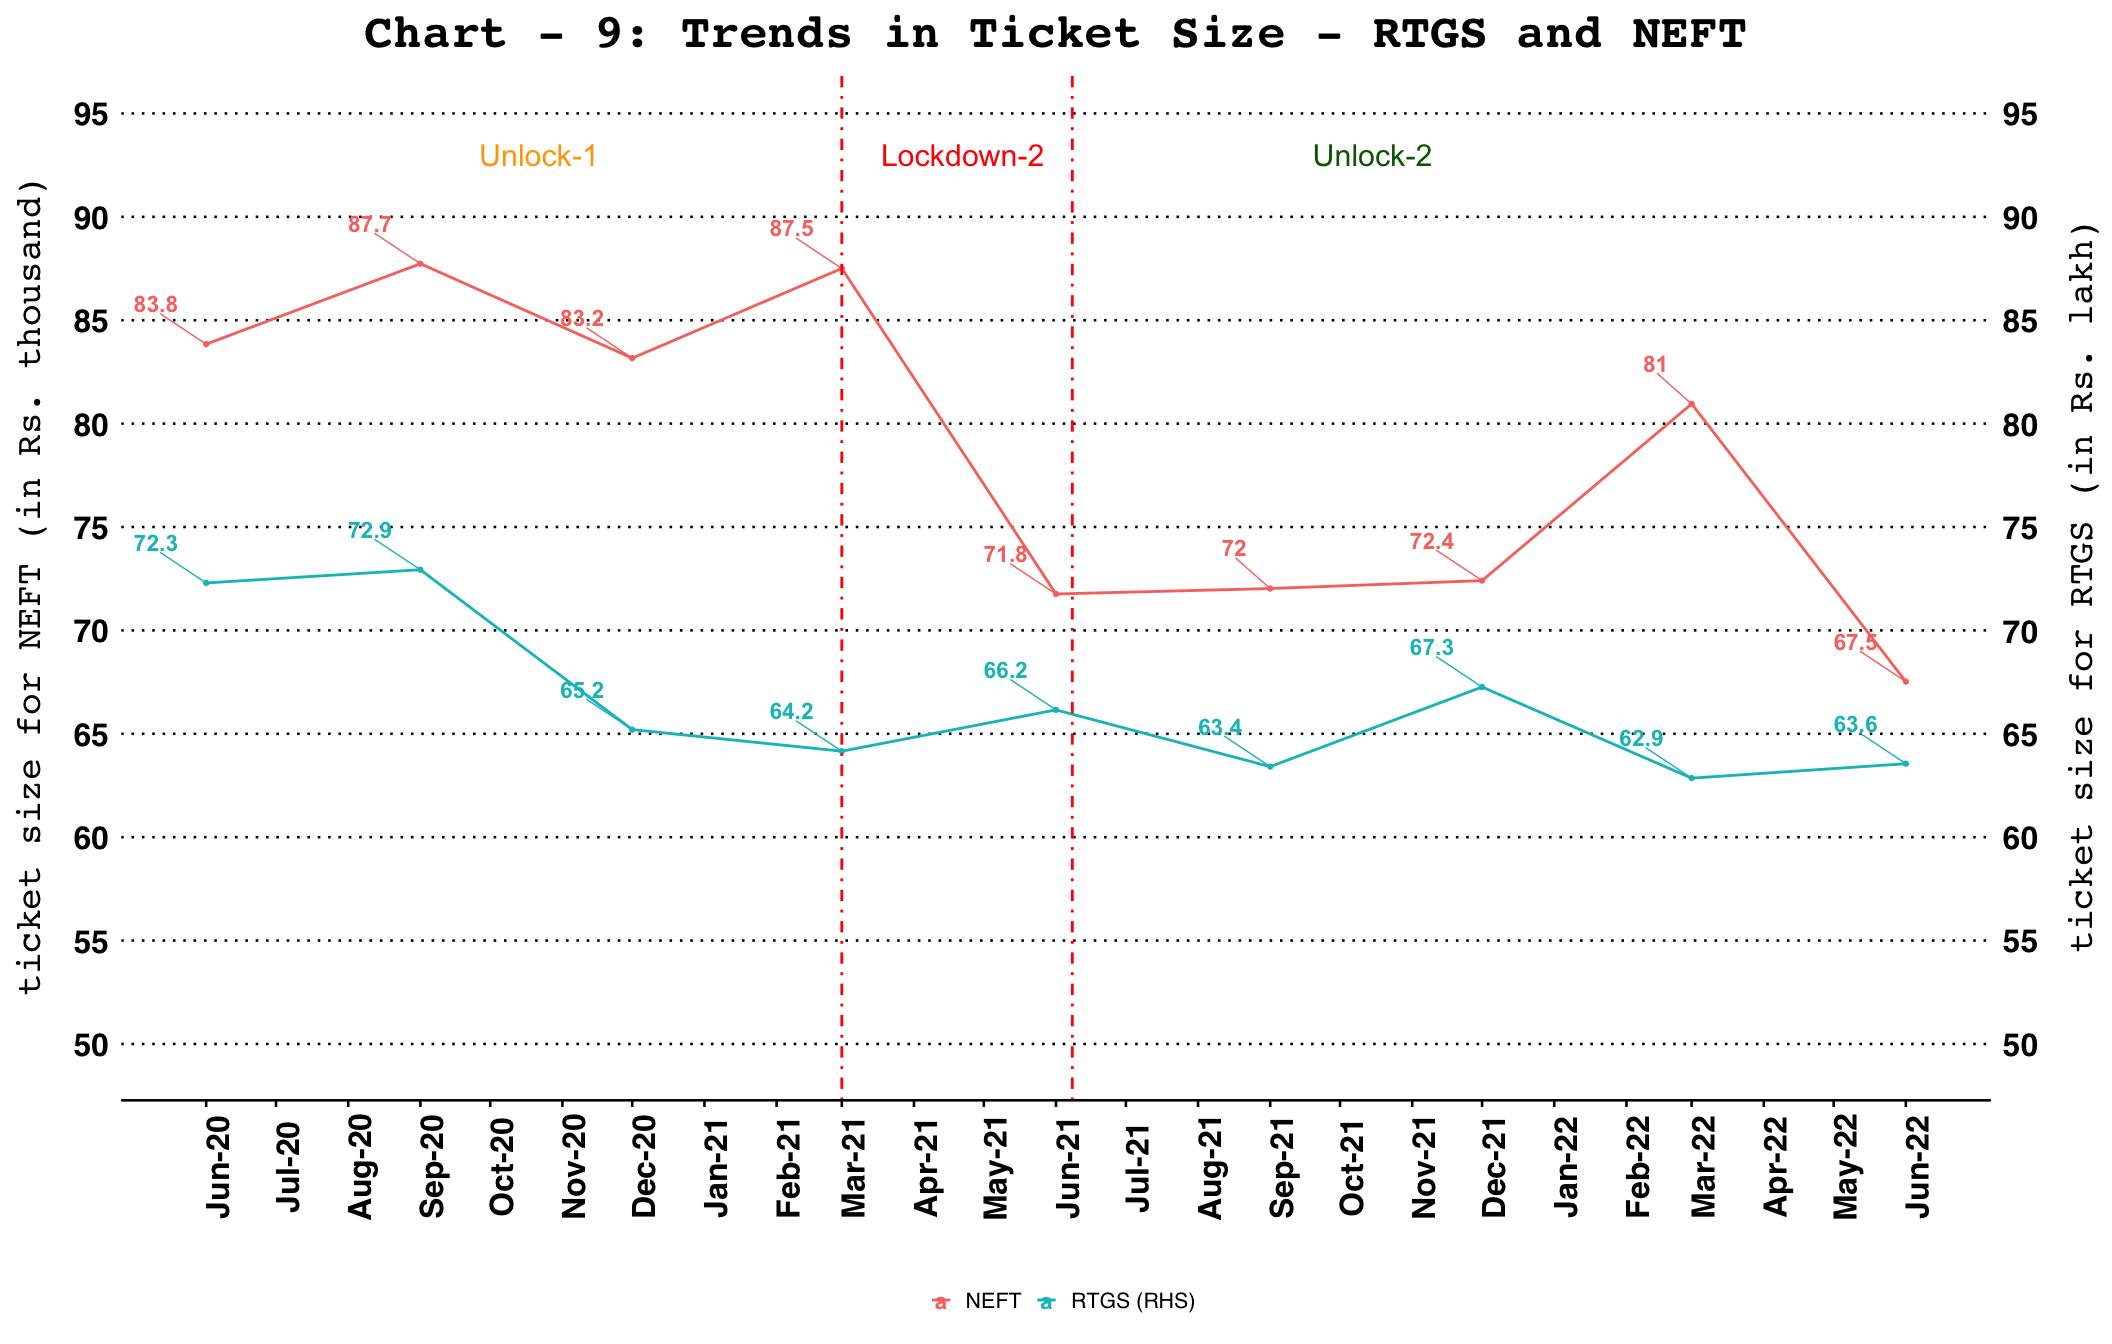 Chart - 9: Trends in Ticket Size - RTGS and NEFT
ticket size for NEFT (in Rs. thousand)
95
90
85
80
75
70
65
60
55
50
Unlock-1
Lockdown-2
Unlock-2
83.8
87.7
83.2
87.5
71.8
72
72.4
81
67.5
72.3
72.9
65.2
64.2
66.2
63.4
67.3
62.9
63.6
95
90
85
80
75
70
65
60
55
50
ticket size for RTGS (in Rs. lakh)
Jun-20
Jul-20
Aug-20
Sep-20
Oct-20
Nov-20
Dec-20
Jan-21
Feb-21
Mar-21
Apr-21
May-21
Jun-21
Jul-21
Aug-21
Sep-21
Oct-21
Nov-21
Dec-21
Jan-22
Feb-22
Mar-22
Apr-22
May-22
Jun-22
a NEFT a RTGS (RHS)